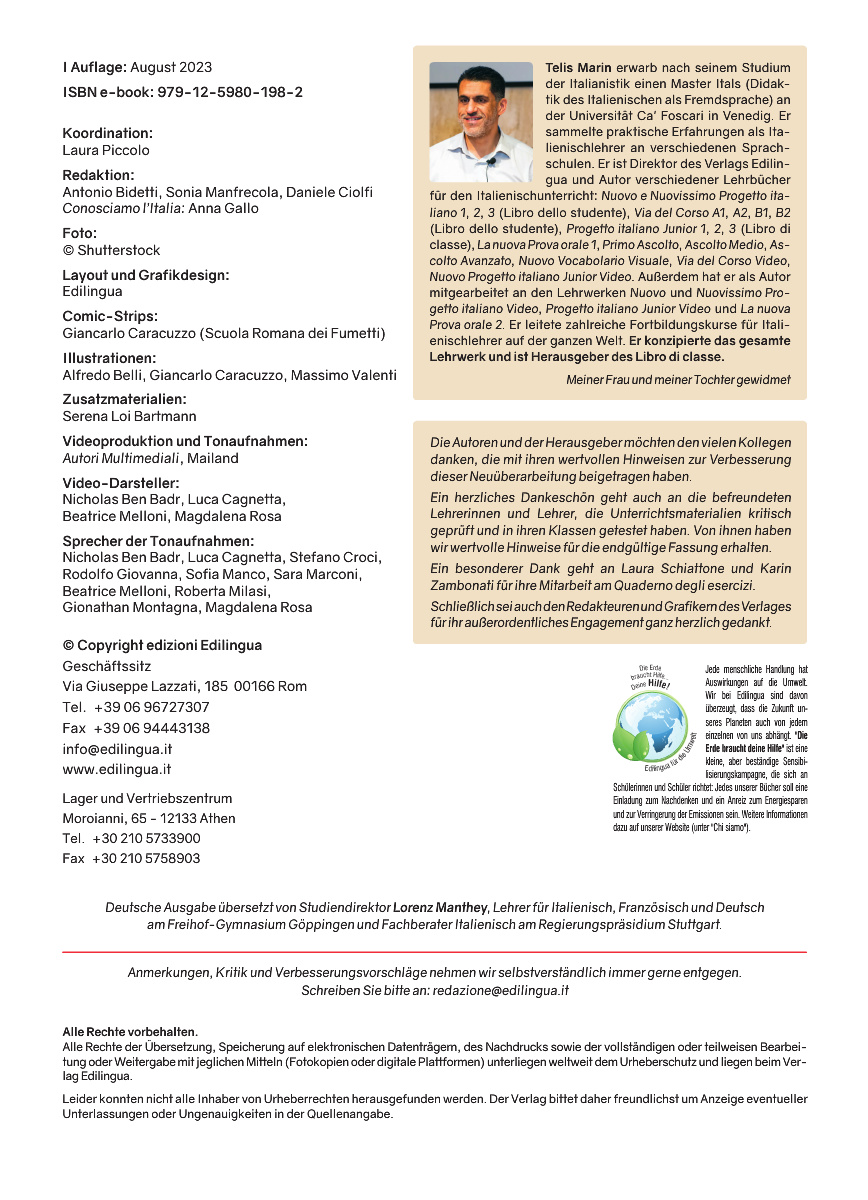 I Auflage: August 2023
ISBN e-book: 979-12-5980-198-2
Koordination:
Laura Piccolo
Redaktion:
Antonio Bidetti, Sonia Manfrecola, Daniele Ciolfi
Conosciamo l'Italia: Anna Gallo
Foto:
© Shutterstock
Layout und Grafikdesign:
Edilingua
Comic-Strips:
Giancarlo Caracuzzo (Scuola Romana dei Fumetti)
Illustrationen:
Alfredo Belli, Giancarlo Caracuzzo, Massimo Valenti
Zusatzmaterialien:
Serena Loi Bartmann
Videoproduktion und Tonaufnahmen:
Autori Multimediali, Mailand
Video-Darsteller:
Nicholas Ben Badr, Luca Cagnetta,
Beatrice Melloni, Magdalena Rosa
Sprecher der Tonaufnahmen:
Nicholas Ben Badr, Luca Cagnetta, Stefano Croci,
Rodolfo Giovanna, Sofia Manco, Sara Marconi,
Beatrice Melloni, Roberta Milasi,
Gionathan Montagna, Magdalena Rosa
© Copyright edizioni Edilingua
Geschäftssitz
Via Giuseppe Lazzati, 185 00166 Rom
Tel. +39 06 96727307
Fax +39 06 94443138
info@edilingua.it
www.edilingua.it
Lager und Vertriebszentrum
Moroianni, 65 - 12133 Athen
Tel. +30 210 5733900
Fax +30 210 5758903
Telis Marin erwarb nach seinem Studium
der Italianistik einen Master Itals (Didak-
tik des Italienischen als Fremdsprache) an
der Universität Ca' Foscari in Venedig. Er
sammelte praktische Erfahrungen als Ita-
lienischlehrer an verschiedenen Sprach-
schulen. Er ist Direktor des Verlags Edilin-
gua und Autor verschiedener Lehrbücher
für den Italienischunterricht: Nuovo e Nuovissimo Progetto ita-
liano 1, 2, 3 (Libro dello studente), Via del Corso A1, A2, B1, B2
(Libro dello studente), Progetto italiano Junior 1, 2, 3 (Libro di
classe), La nuova Prova orale 1, Primo Ascolto, Ascolto Medio, As-
colto Avanzato, Nuovo Vocabolario Visuale, Via del Corso Video,
Nuovo Progetto italiano Junior Video. Außerdem hat er als Autor
mitgearbeitet an den Lehrwerken Nuovo und Nuovissimo Pro-
getto italiano Video, Progetto italiano Junior Video und La nuova
Prova orale 2. Er leitete zahlreiche Fortbildungskurse für Itali-
enischlehrer auf der ganzen Welt. Er konzipierte das gesamte
Lehrwerk und ist Herausgeber des Libro di classe.
Meiner Frau und meiner Tochter gewidmet
Die Autoren und der Herausgeber möchten den vielen Kollegen
danken, die mit ihren wertvollen Hinweisen zur Verbesserung
dieser Neuüberarbeitung beigetragen haben.
Ein herzliches Dankeschön geht auch an die befreundeten
Lehrerinnen und Lehrer, die Unterrichtsmaterialien kritisch
geprüft und in ihren Klassen getestet haben. Von ihnen haben
wir wertvolle Hinweise für die endgültige Fassung erhalten.
Ein besonderer Dank geht an Laura Schiattone und Karin
Zambonati für ihre Mitarbeit am Quaderno degli esercizi.
Schließlich sei auch den Redakteuren und Grafikern des Verlages
für ihr außerordentliches Engagement ganz herzlich gedankt.
Die Erde
braucht Hilfe...
Deine Hilfe!
Edilingua für die Umwelt
Jede menschliche Handlung hat
Auswirkungen auf die Umwelt.
Wir bei Edilingua sind davon
überzeugt, dass die Zukunft un-
seres Planeten auch von jedem
einzelnen von uns abhängt. "Die
Erde braucht deine Hilfe" ist eine
kleine, aber beständige Sensibi-
lisierungskampagne, die sich an
Schülerinnen und Schüler richtet: Jedes unserer Bücher soll eine
Einladung zum Nachdenken und ein Anreiz zum Energiesparen
und zur Verringerung der Emissionen sein. Weitere Informationen
dazu auf unserer Website (unter "Chi siamo").
Deutsche Ausgabe übersetzt von Studiendirektor Lorenz Manthey, Lehrer für Italienisch, Französisch und Deutsch
am Freihof-Gymnasium Göppingen und Fachberater Italienisch am Regierungspräsidium Stuttgart.
Anmerkungen, Kritik und Verbesserungsvorschläge nehmen wir selbstverständlich immer gerne entgegen.
Schreiben Sie bitte an: redazione@edilingua.it
Alle Rechte vorbehalten.
Alle Rechte der Übersetzung, Speicherung auf elektronischen Datenträgern, des Nachdrucks sowie der vollständigen oder teilweisen Bearbei-
tung oder Weitergabe mit jeglichen Mitteln (Fotokopien oder digitale Plattformen) unterliegen weltweit dem Urheberschutz und liegen beim Ver-
lag Edilingua.
Leider konnten nicht alle Inhaber von Urheberrechten herausgefunden werden. Der Verlag bittet daher freundlichst um Anzeige eventueller
Unterlassungen oder Ungenauigkeiten in der Quellenangabe.